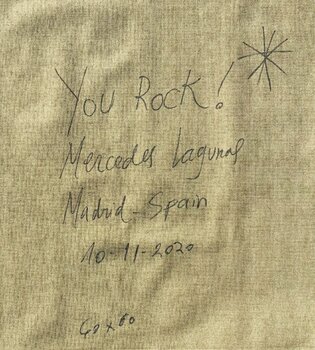 You Rock!
Mercedes Lagunas
Madrid-Spain
10-11-2020
60x60